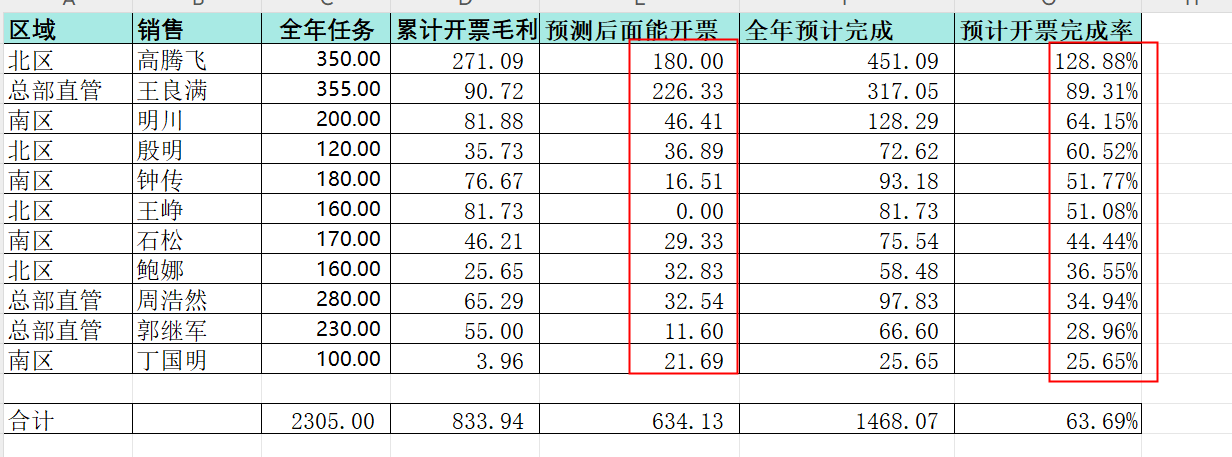 区域 销售 全年任务 累计开票毛利 预测后面能开票 全年预计完成 预计开票完成率
北区 高腾飞 350.00 271.09 180.00 451.09 128.88%
总部直管 王良满 355.00 90.72 226.33 317.05 89.31%
南区 明川 200.00 81.88 46.41 128.29 64.15%
北区 殷明 120.00 35.73 36.89 72.62 60.52%
南区 钟传 180.00 76.67 16.51 93.18 51.77%
北区 王峥 160.00 81.73 0.00 81.73 51.08%
南区 石松 170.00 46.21 29.33 75.54 44.44%
北区 鲍娜 160.00 25.65 32.83 58.48 36.55%
总部直管 周浩然 280.00 65.29 32.54 97.83 34.94%
总部直管 郭继军 230.00 55.00 11.60 66.60 28.96%
南区 丁国明 100.00 3.96 21.69 25.65 25.65%
合计 2305.00 833.94 634.13 1468.07 63.69%